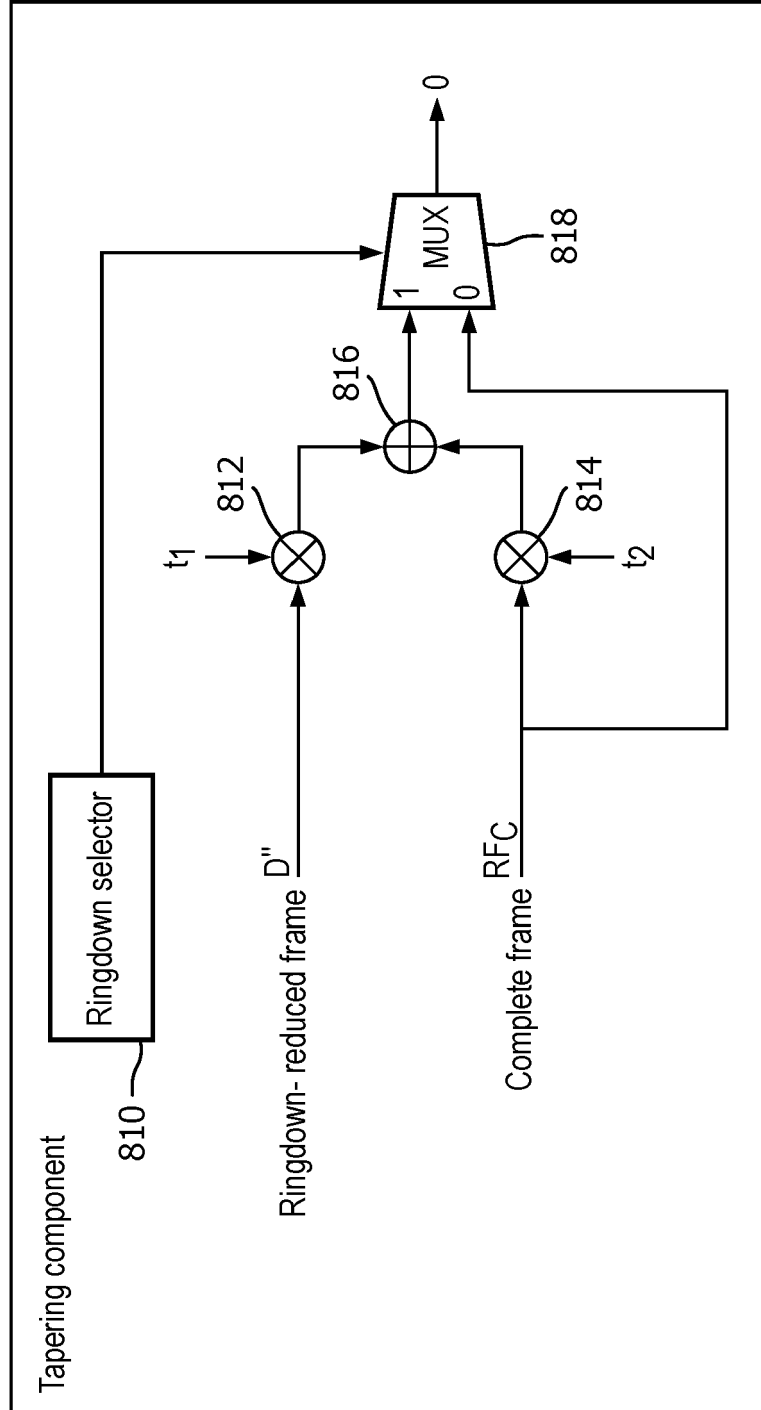 Tapering component
Ringdown selector
810
Ringdown- reduced frame D"
Complete frame RFC
t1
812
t2
814
816
1
0
MUX
818
0